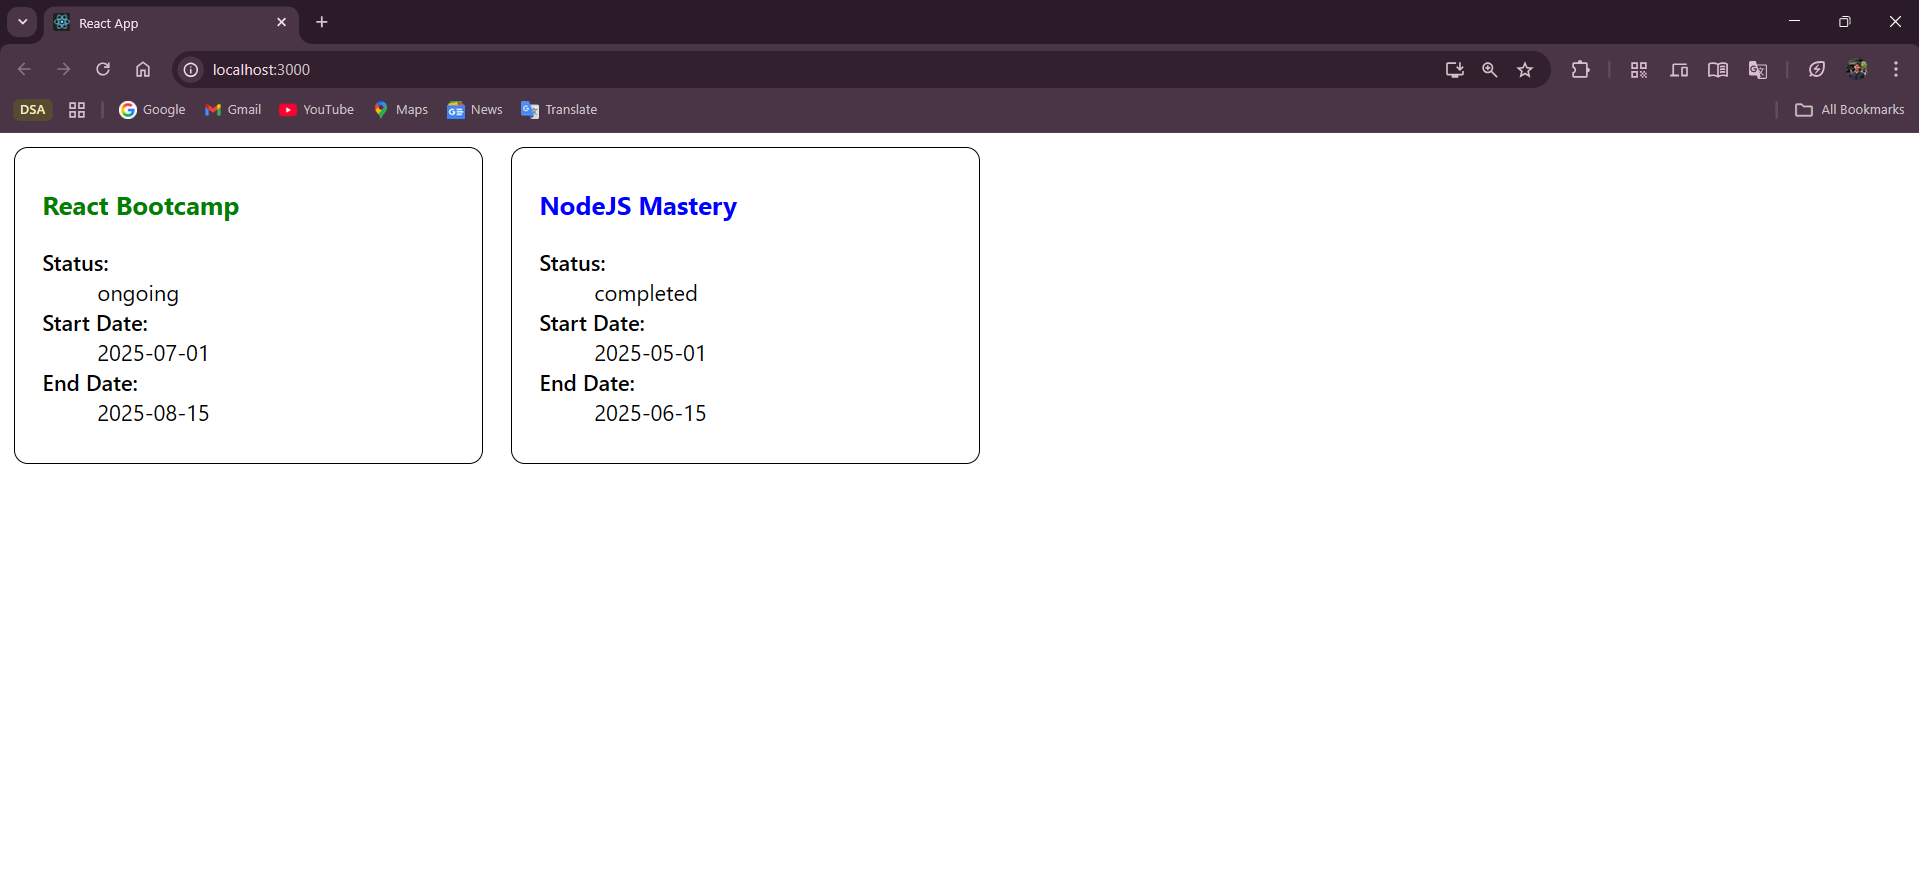 React App
localhost:3000
DSA
Google
Gmail
YouTube
Maps
News
Translate
All Bookmarks
React Bootcamp
Status:
ongoing
Start Date:
2025-07-01
End Date:
2025-08-15
NodeJS Mastery
Status:
completed
Start Date:
2025-05-01
End Date:
2025-06-15